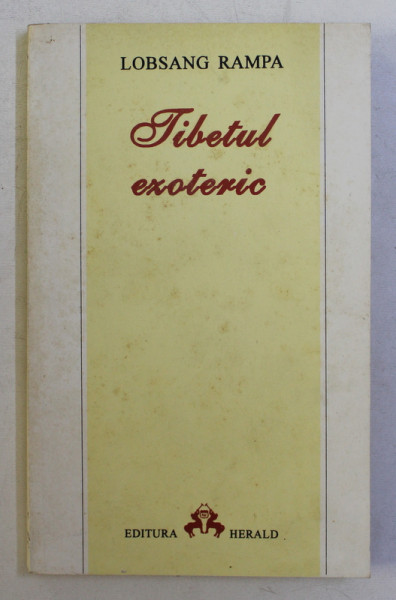 LOBSANG RAMPA
Tibetul
ezoteric
EDITURA HERALD